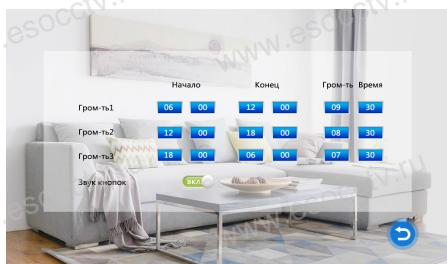 www.esocctv.ru
Начало Конец Гром-ть Время
Гром-ть1 06 00 12 00 09 30
Гром-ть2 12 00 18 00 08 30
Гром-ть3 18 00 06 00 07 30
Звук кнопок ВКЛ